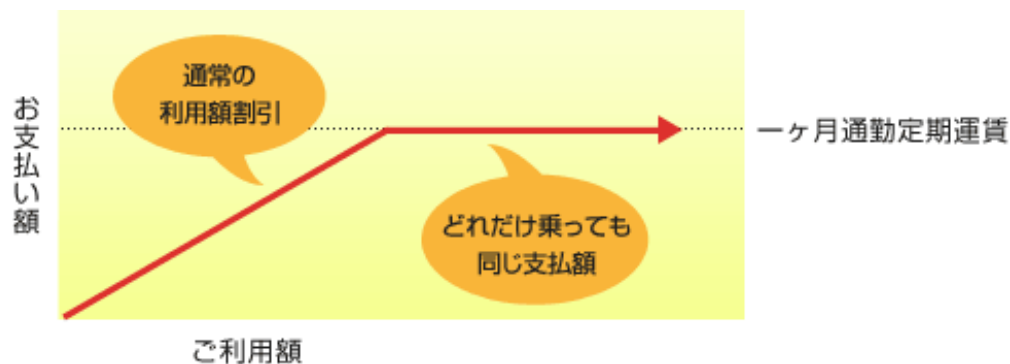 通常の
利用額割引
お支払い額
一ヶ月通勤定期運賃
どれだけ乗っても
同じ支払額
ご利用額